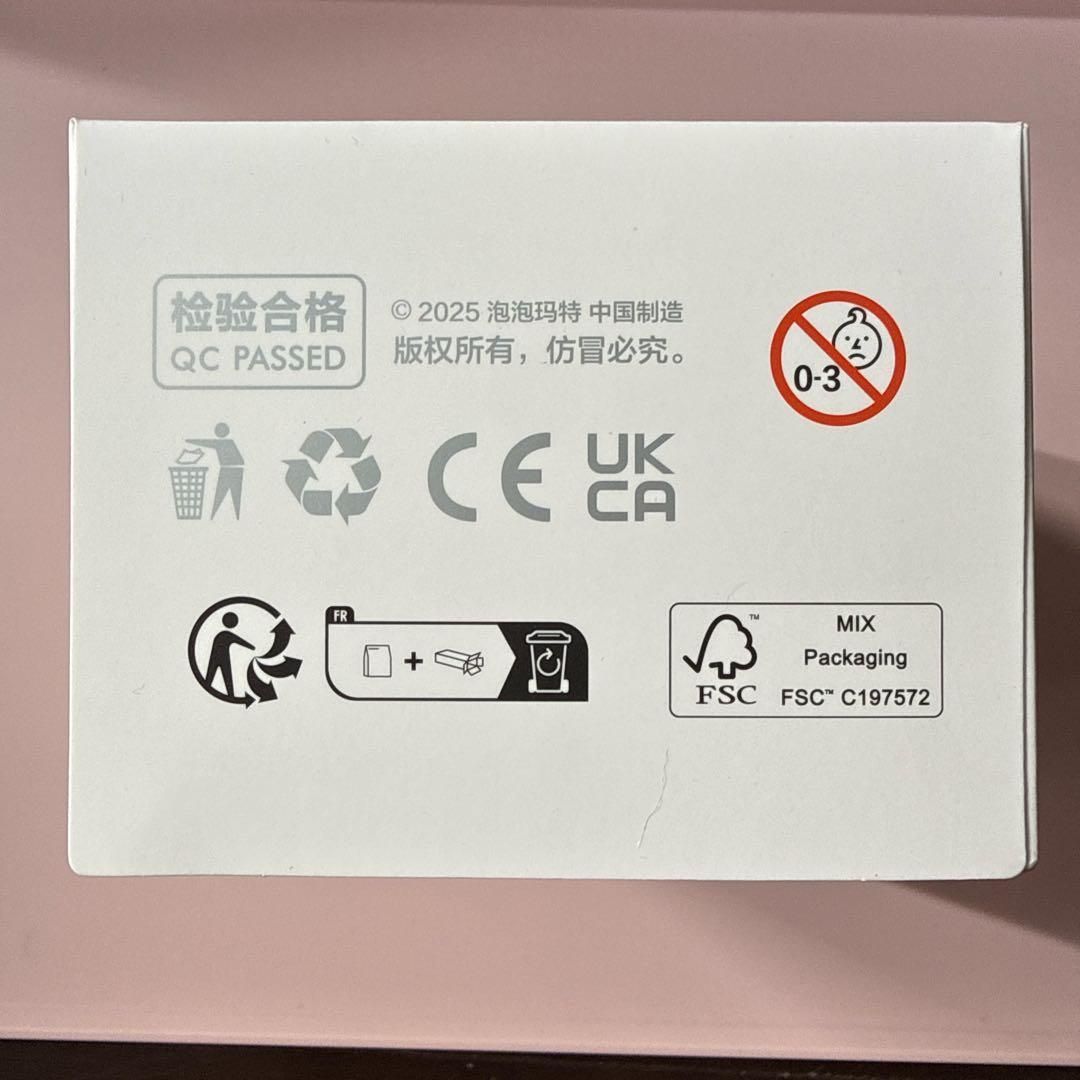 检验合格
QC PASSED
© 2025 泡泡玛特 中国制造
版权所有，仿冒必究。
0-3
CE
UK
CA
FR
+
FSC™
MIX
Packaging
FSC™ C197572